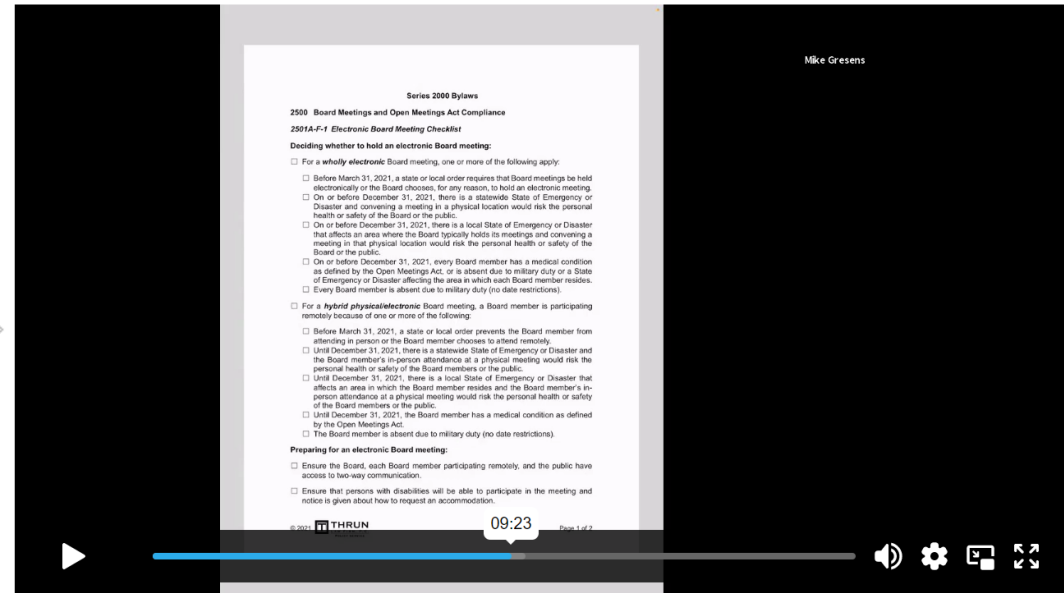 Mike Gresens
Series 2000 Bylaws
2500 Board Meetings and Open Meetings Act Compliance
2501A-F-1 Electronic Board Meeting Checklist
Deciding whether to hold an electronic Board meeting:
☐ For a wholly electronic Board meeting, one or more of the following apply:
☐ Before March 31, 2021, a state or local order requires that Board meetings be held
electronically or the Board chooses, for any reason, to hold an electronic meeting.
☐ On or before December 31, 2021, there is a statewide State of Emergency or
Disaster and convening a meeting in a physical location would risk the personal
health or safety of the Board or the public.
☐ On or before December 31, 2021, there is a local State of Emergency or Disaster
that affects an area where the Board typically holds its meetings and convening a
meeting in that physical location would risk the personal health or safety of the
Board or the public.
☐ On or before December 31, 2021, every Board member has a medical condition
as defined by the Open Meetings Act, or is absent due to military duty or a State
of Emergency or Disaster affecting the area in which each Board member resides.
☐ Every Board member is absent due to military duty (no date restrictions).
☐ For a hybrid physical/electronic Board meeting, a Board member is participating
remotely because of one or more of the following:
☐ Before March 31, 2021, a state or local order prevents the Board member from
attending in person or the Board member chooses to attend remotely.
☐ Until December 31, 2021, there is a statewide State of Emergency or Disaster and
the Board member's in-person attendance at a physical meeting would risk the
personal health or safety of the Board members or the public.
☐ Until December 31, 2021, there is a local State of Emergency or Disaster that
affects an area in which the Board member resides and the Board member's in-
person attendance at a physical meeting would risk the personal health or safety
of the Board members or the public.
☐ Until December 31, 2021, the Board member has a medical condition as defined
by the Open Meetings Act.
☐ The Board member is absent due to military duty (no date restrictions).
Preparing for an electronic Board meeting:
☐ Ensure the Board, each Board member participating remotely, and the public have
access to two-way communication.
☐ Ensure that persons with disabilities will be able to participate in the meeting and
notice is given about how to request an accommodation.
© 2021 THRUN Page 1 of 2
09:23